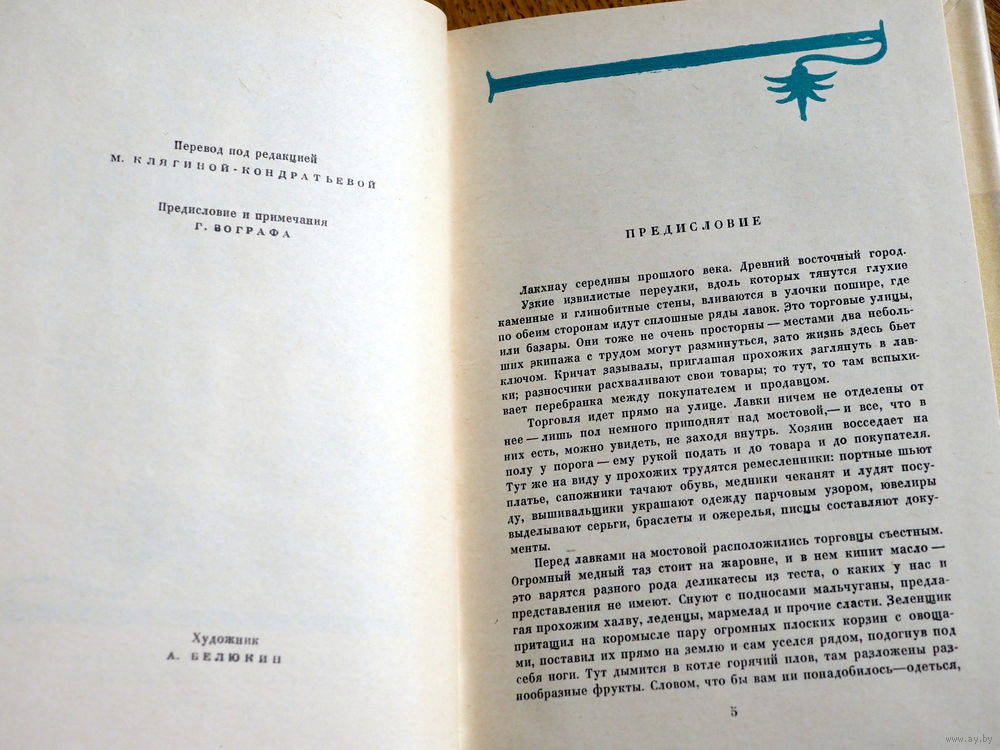 Перевод под редакцией
М. КЛЯГИНОЙ-КОНДРАТЬЕВОЙ
Предисловие и примечания
Г. ЗОГРАФА
Художник
А. БЕЛЮКИН
ПРЕДИСЛОВИЕ
Лакхнау середины прошлого века. Древний восточный город.
Узкие извилистые переулки, вдоль которых тянутся глухие
каменные и глинобитные стены, вливаются в улочки пошире, где
по обеим сторонам идут сплошные ряды лавок. Это торговые улицы,
или базары. Они тоже не очень просторны — местами два неболь-
ших экипажа с трудом могут разминуться, зато жизнь здесь бьет
ключом. Кричат зазывалы, приглашая прохожих заглянуть в лав-
ки; разносчики расхваливают свои товары; то тут, то там вспыхи-
вает перебранка между покупателем и продавцом.
Торговля идет прямо на улице. Лавки ничем не отделены от
нее — лишь пол немного приподнят над мостовой,— и все, что в
них есть, можно увидеть, не заходя внутрь. Хозяин восседает на
полу у порога — ему рукой подать и до товара и до покупателя.
Тут же на виду у прохожих трудятся ремесленники: портные шьют
платье, сапожники тачают обувь, медники чеканят и лудят посу-
ду, вышивальщики украшают одежду парчовым узором, ювелиры
выделывают серьги, браслеты и ожерелья, писцы составляют доку-
менты.
Перед лавками на мостовой расположились торговцы съестным.
Огромный медный таз стоит на жаровне, и в нем кипит масло —
это варятся разного рода деликатесы из теста, о каких у нас и
представления не имеют. Снуют с подносами мальчуганы, предла-
гая прохожим халву, леденцы, мармелад и прочие сласти. Зеленщик
притащил на коромысле пару огромных плоских корзин с овоща-
ми, поставил их прямо на землю и сам уселся рядом, подогнув под
себя ноги. Тут дымится в котле горячий плов, там разложены раз-
нообразные фрукты. Словом, что бы вам ни понадобилось—одеться,
5
www.ay.by